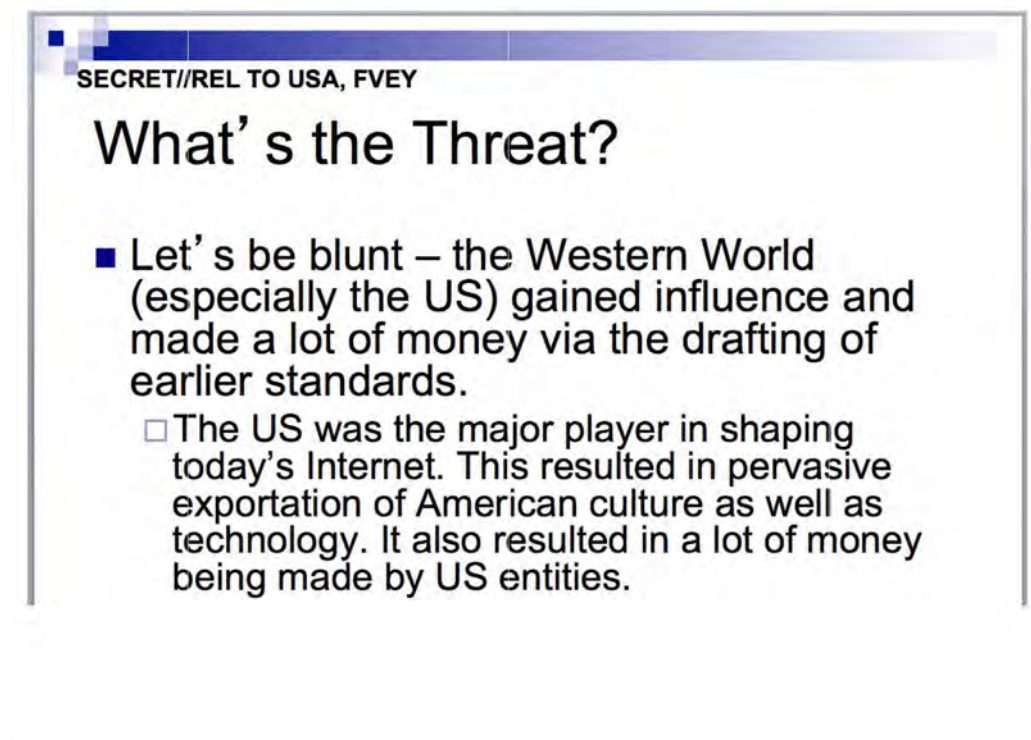 SECRET//REL TO USA, FVEY
What's the Threat?
Let's be blunt – the Western World
(especially the US) gained influence and
made a lot of money via the drafting of
earlier standards.
The US was the major player in shaping
today's Internet. This resulted in pervasive
exportation of American culture as well as
technology. It also resulted in a lot of money
being made by US entities.